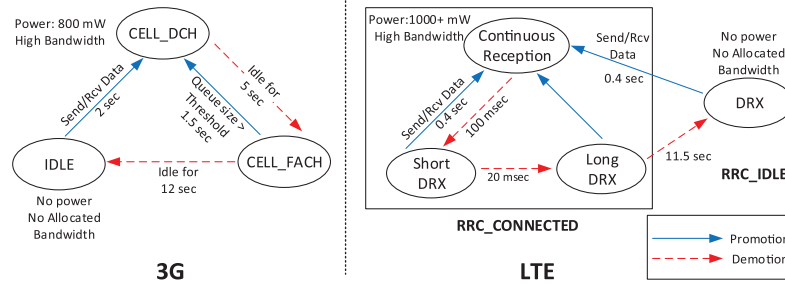 Power: 800 mW
High Bandwidth
CELL_DCH
Send/Rcv Data
2 sec
Queue size >
Threshold
1.5 sec
Idle for
5 sec
IDLE
CELL_FACH
Idle for
12 sec
No power
No Allocated
Bandwidth
3G
Power:1000+ mW
High Bandwidth
Continuous
Reception
Send/Rcv Data
0.4 sec
100 msec
Short
DRX
20 msec
Long
DRX
RRC_CONNECTED
Send/Rcv
Data
0.4 sec
No power
No Allocated
Bandwidth
DRX
11.5 sec
RRC_IDLE
LTE
Promotion
Demotion